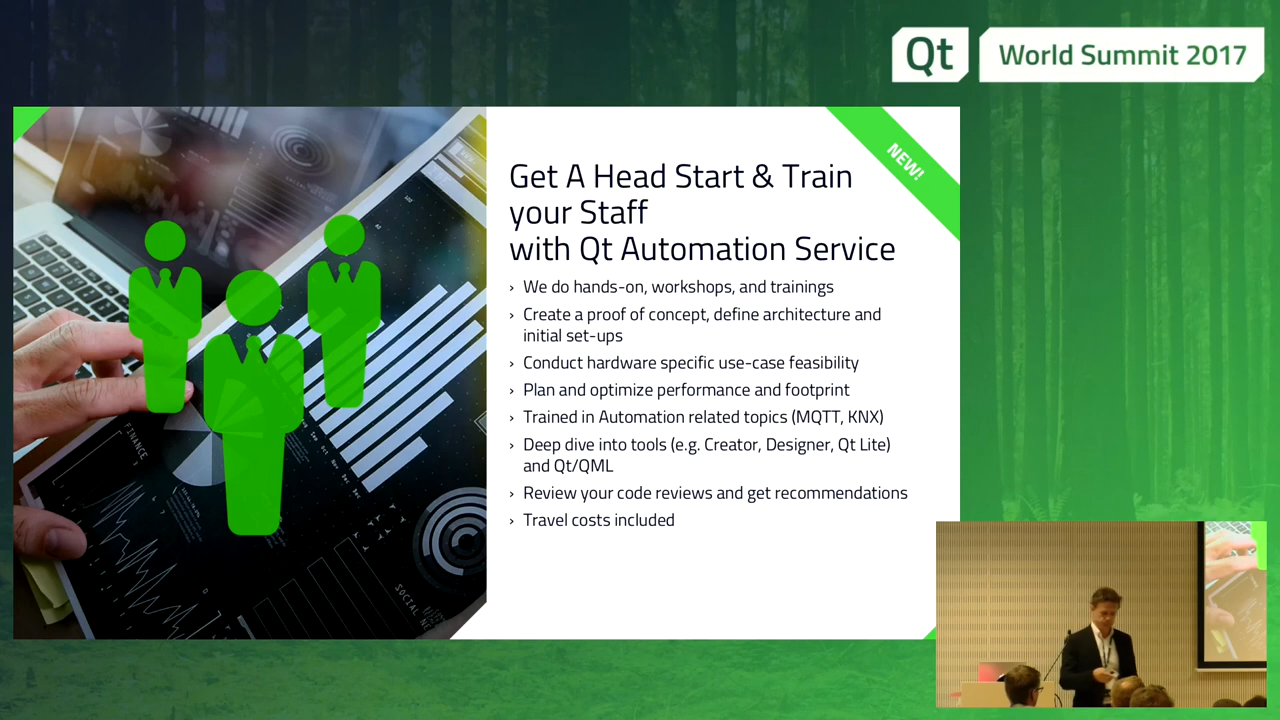 Qt World Summit 2017
NEW!
Get A Head Start & Train
your Staff
with Qt Automation Service
› We do hands-on, workshops, and trainings
› Create a proof of concept, define architecture and
initial set-ups
› Conduct hardware specific use-case feasibility
› Plan and optimize performance and footprint
› Trained in Automation related topics (MQTT, KNX)
› Deep dive into tools (e.g. Creator, Designer, Qt Lite)
and Qt/QML
› Review your code reviews and get recommendations
› Travel costs included
FINANCE
SOCIAL